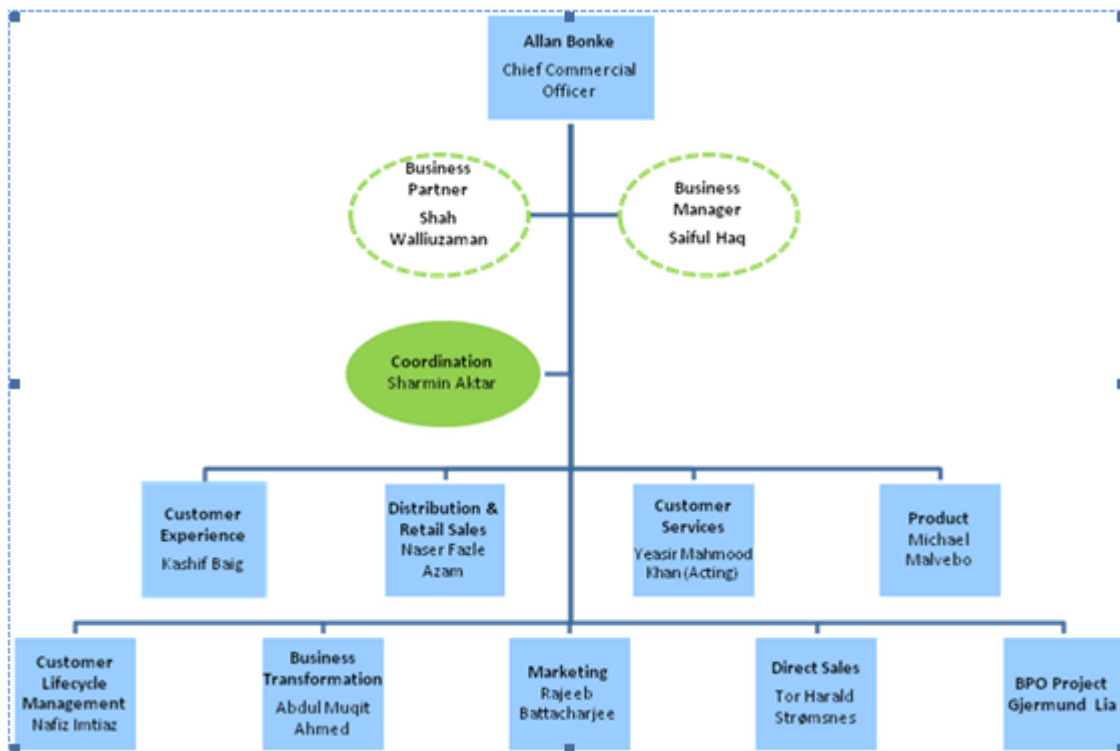 Allan Bonke
Chief Commercial
Officer
Business
Partner
Shah
Walliuzaman
Business
Manager
Saiful Haq
Coordination
Sharmin Aktar
Customer
Experience
Kashif Baig
Distribution &
Retail Sales
Naser Fazle
Azam
Customer
Services
Yeasir Mahmood
Khan (Acting)
Product
Michael
Malvebo
Customer
Lifecycle
Management
Nafiz Imtiaz
Business
Transformation
Abdul Muqit
Ahmed
Marketing
Rajeeb
Battacharjee
Direct Sales
Tor Harald
Strømsnes
BPO Project
Gjermund Lia